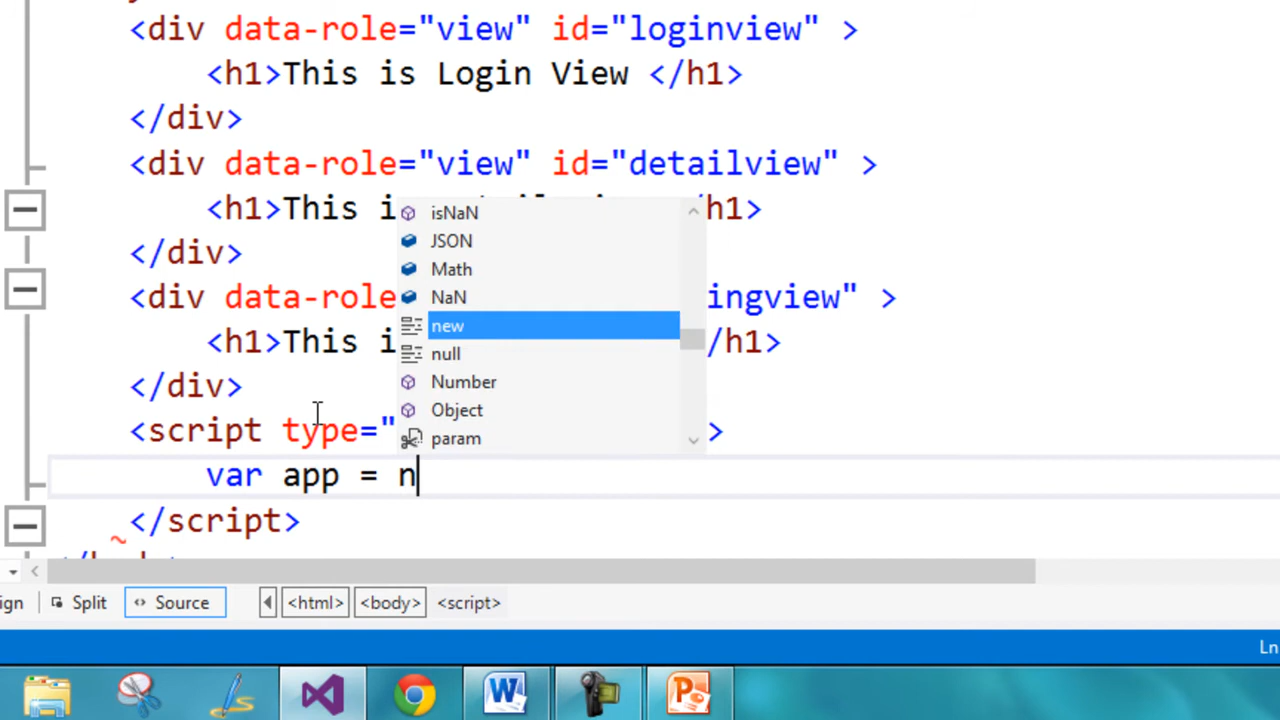 <div data-role="view" id="loginview" >
<h1>This is Login View </h1>
</div>
<div data-role="view" id="detailview" >
<h1>This i h1>
</div>
<div data-role ingview" >
<h1>This i /h1>
</div>
<script type=" >
var app = n
</script>
isNaN
JSON
Math
NaN
new
null
Number
Object
param
ign Split Source <html> <body> <script>
Ln